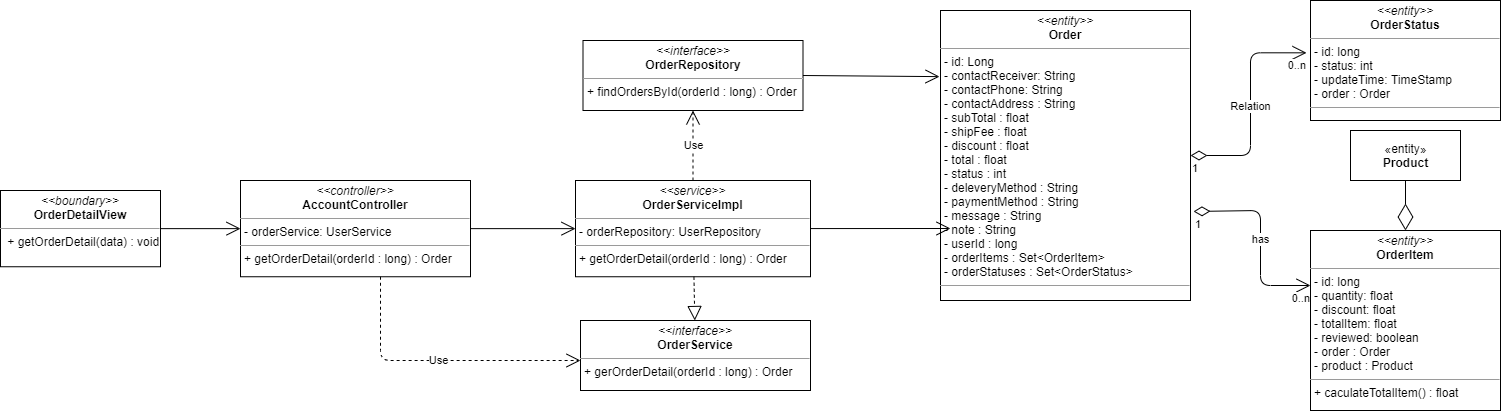 <<boundary>>
OrderDetailView
+ getOrderDetail(data) : void
<<controller>>
AccountController
- orderService: UserService
+ getOrderDetail(orderId : long) : Order
<<interface>>
OrderRepository
+ findOrdersById(orderId : long) : Order
Use
<<service>>
OrderServiceImpl
- orderRepository: UserRepository
+ getOrderDetail(orderId : long) : Order
Use
<<interface>>
OrderService
+ gerOrderDetail(orderId : long) : Order
<<entity>>
Order
- id: Long
- contactReceiver: String
- contactPhone: String
- contactAddress : String
- subTotal : float
- shipFee : float
- discount : float
- total : float
- status : int
- deleveryMethod : String
- paymentMethod : String
- message : String
- note : String
- userId : long
- orderItems : Set<OrderItem>
- orderStatuses : Set<OrderStatus>
Relation
0..n
1
1
has
0..n
<<entity>>
OrderStatus
- id: long
- status: int
- updateTime: TimeStamp
- order : Order
«entity»
Product
<<entity>>
OrderItem
- id: long
- quantity: float
- discount: float
- totalItem: float
- reviewed: boolean
- order : Order
- product : Product
+ caculateTotalItem() : float